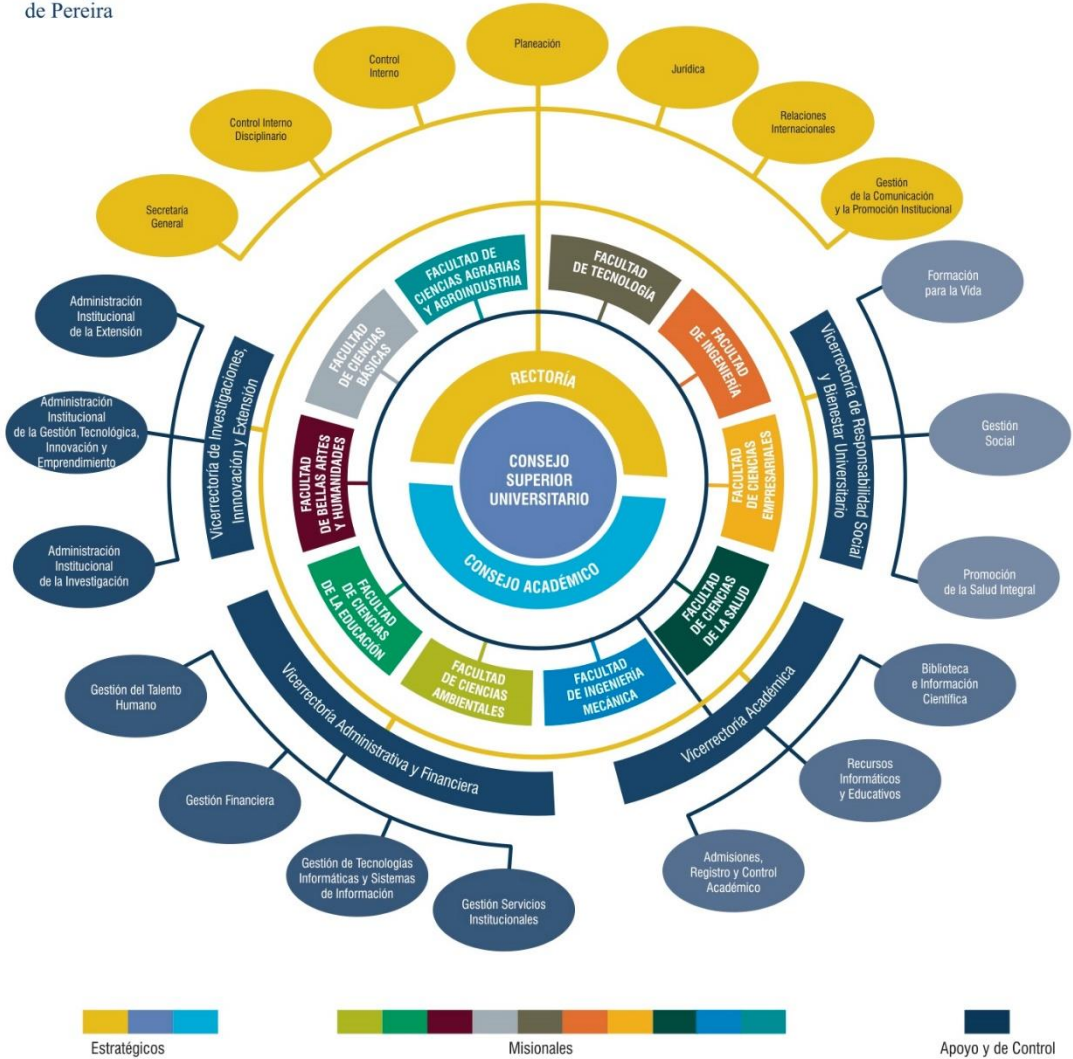 de Pereira
Planeación
Control
Interno
Jurídica
Control Interno
Disciplinario
Relaciones
Internacionales
Secretaría
General
Gestión
de la Comunicación
y la Promoción Institucional
FACULTAD DE
CIENCIAS AGRARIAS
Y AGROINDUSTRIA
FACULTAD
DE TECNOLOGÍA
FACULTAD
DE CIENCIAS
BÁSICAS
FACULTAD
DE INGENIERÍA
FACULTAD
DE BELLAS ARTES
Y HUMANIDADES
FACULTAD
DE CIENCIAS
EMPRESARIALES
FACULTAD
DE CIENCIAS
DE LA EDUCACIÓN
FACULTAD
DE CIENCIAS
DE LA SALUD
FACULTAD
DE CIENCIAS
AMBIENTALES
FACULTAD
DE INGENIERÍA
MECÁNICA
RECTORÍA
CONSEJO
SUPERIOR
UNIVERSITARIO
CONSEJO ACADÉMICO
Administración
Institucional
de la Extensión
Administración
Institucional
de la Gestión Tecnológica,
Innovación y
Emprendimiento
Administración
Institucional
de la Investigación
Vicerrectoría de Investigaciones,
Innovación y Extensión
Formación
para la Vida
Gestión
Social
Promoción
de la Salud Integral
Vicerrectoría de Responsabilidad Social
y Bienestar Universitario
Vicerrectoría Administrativa y Financiera
Gestión del Talento
Humano
Gestión Financiera
Gestión de Tecnologías
Informáticas y Sistemas
de Información
Gestión Servicios
Institucionales
Vicerrectoría Académica
Biblioteca
e Información
Científica
Recursos
Informáticos
y Educativos
Admisiones,
Registro y Control
Académico
Estratégicos
Misionales
Apoyo y de Control